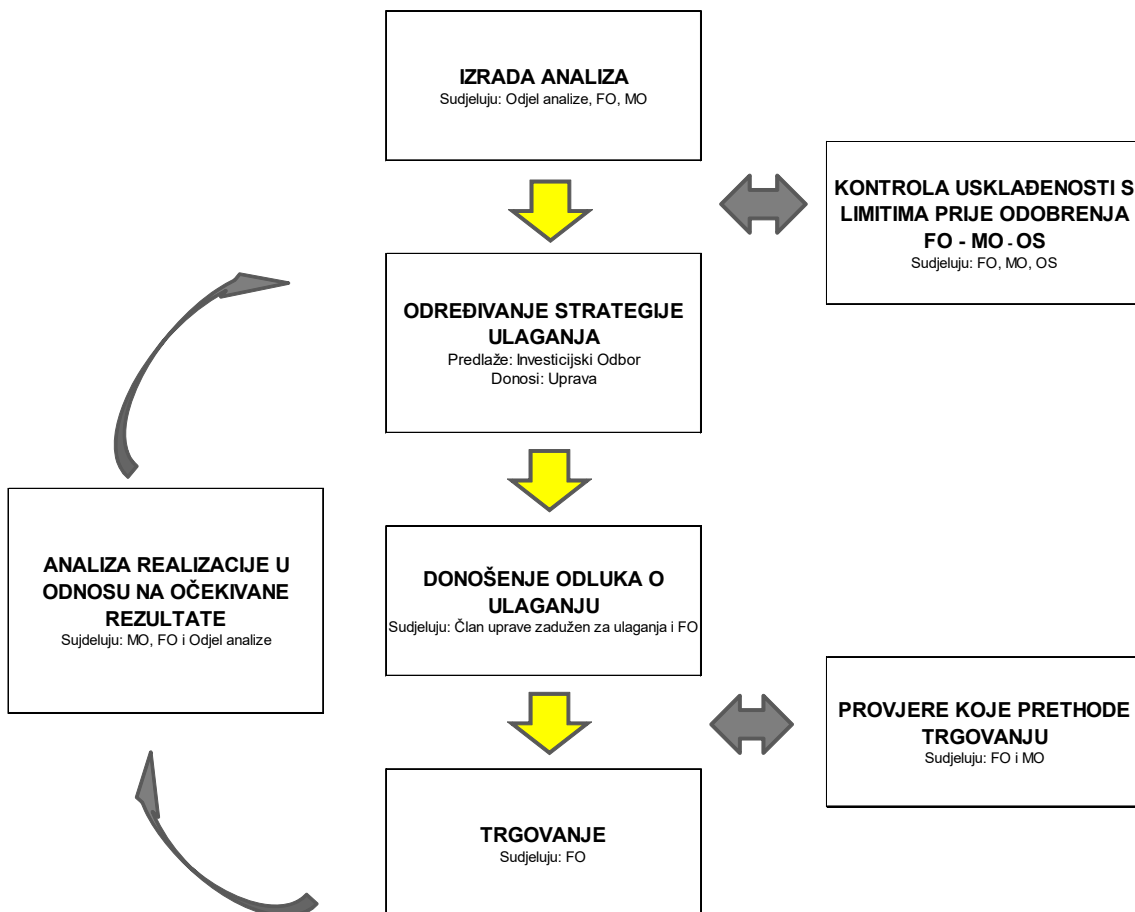 IZRADA ANALIZA
Sudjeluju: Odjel analize, FO, MO
KONTROLA USKLAĐENOSTI S
LIMITIMA PRIJE ODOBRENJA
FO - MO - OS
Sudjeluju: FO, MO, OS
ODREĐIVANJE STRATEGIJE
ULAGANJA
Predlaže: Investicijski Odbor
Donosi: Uprava
ANALIZA REALIZACIJE U
ODNOSU NA OČEKIVANE
REZULTATE
Sujdeluju: MO, FO i Odjel analize
DONOŠENJE ODLUKA O
ULAGANJU
Sudjeluju: Član uprave zadužen za ulaganja i FO
PROVJERE KOJE PRETHODE
TRGOVANJU
Sudjeluju: FO i MO
TRGOVANJE
Sudjeluju: FO